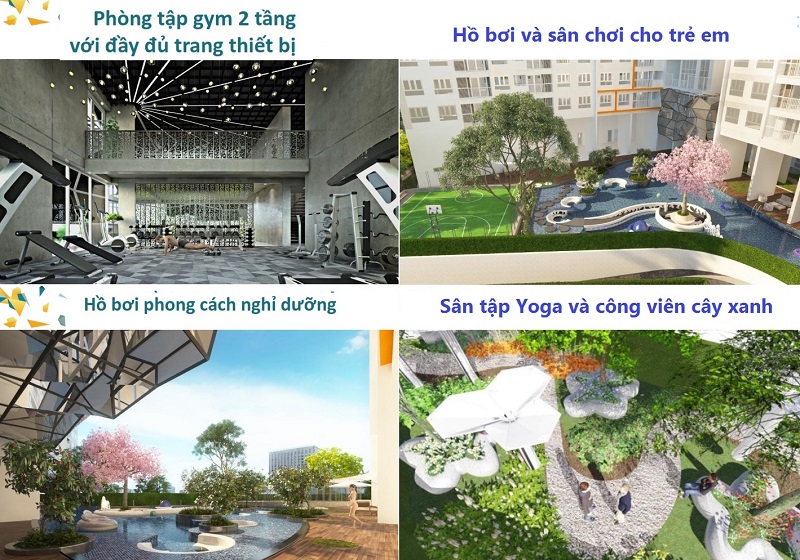 Phòng tập gym 2 tầng
với đầy đủ trang thiết bị
Hồ bơi và sân chơi cho trẻ em
Hồ bơi phong cách nghỉ dưỡng
Sân tập Yoga và công viên cây xanh